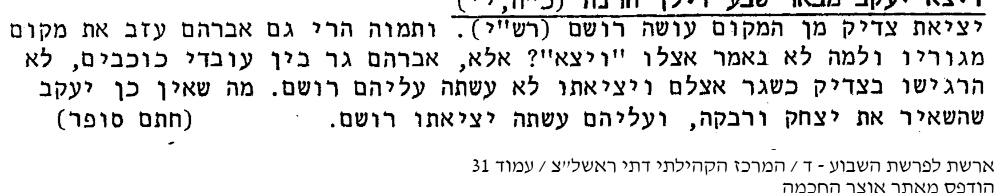 ויצא יעקב מבאר שבע וילך חרנה (כ"ח, י')
יציאת צדיק מן המקום עושה רושם (רש"י). ותמוה הרי גם אברהם עזב את מקום
מגוריו ולמה לא נאמר אצלו "ויצא"? אלא, אברהם גר בין עובדי כוכבים, לא
הרגישו בצדיק כשגר אצלם ויציאתו לא עשתה עליהם רושם. מה שאין כן יעקב
שהשאיר את יצחק ורבקה, ועליהם עשתה יציאתו רושם. (חתם סופר)
ארשת לפרשת השבוע - ד / המרכז הקהילתי דתי ראשל״צ / עמוד 31
הודפס מאתר אוצר החכמה